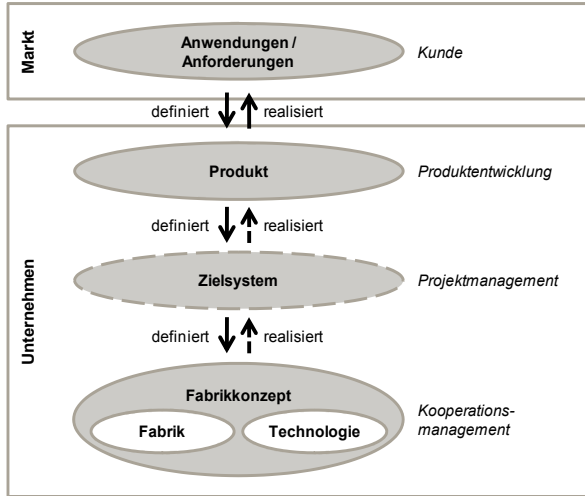 Markt
Anwendungen /
Anforderungen
Kunde
definiert
realisiert
Unternehmen
Produkt
Produktentwicklung
definiert
realisiert
Zielsystem
Projektmanagement
definiert
realisiert
Fabrikkonzept
Fabrik
Technologie
Kooperations-
management